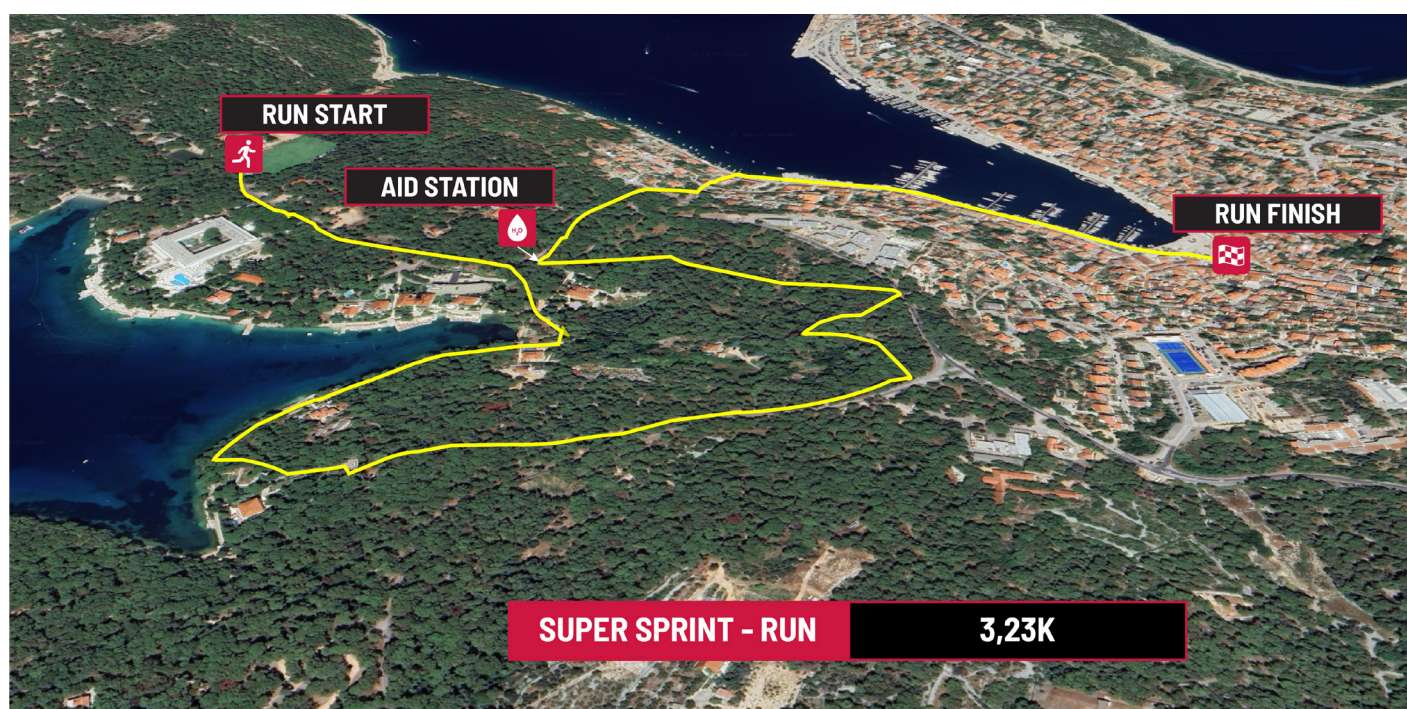 RUN START
AID STATION
H₂O
RUN FINISH
SUPER SPRINT - RUN
3,23K